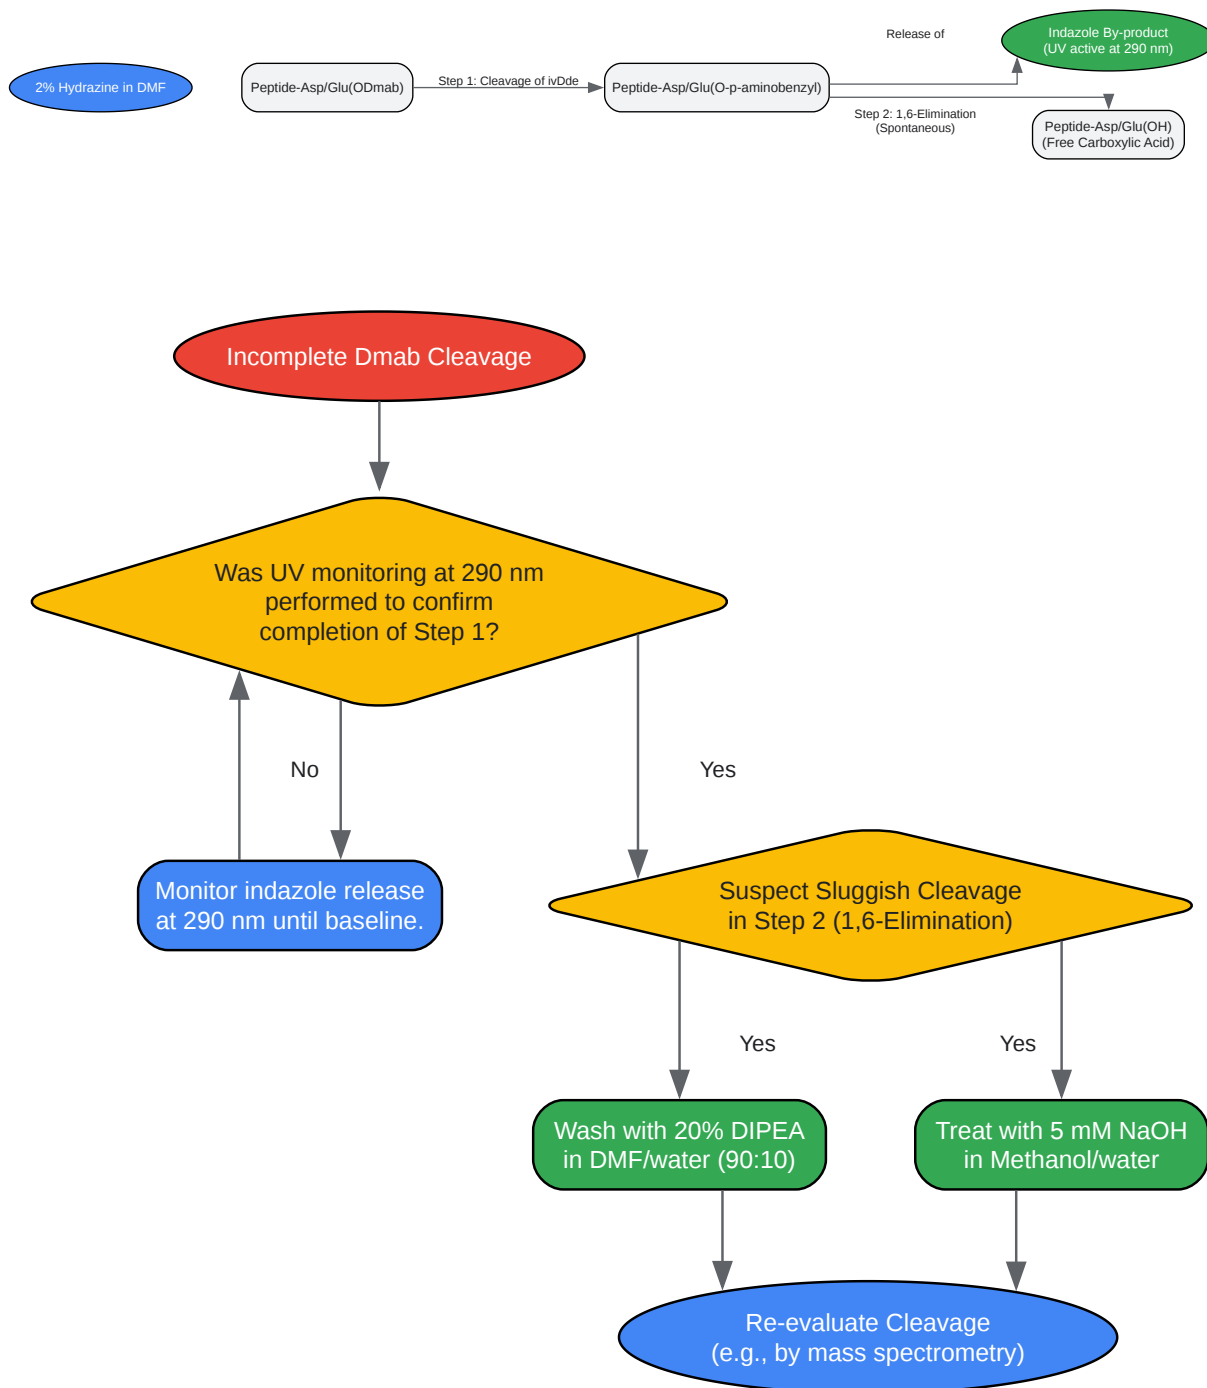 Release of
Indazole By-product
(UV active at 290 nm)
2% Hydrazine in DMF
Peptide-Asp/Glu(ODmab)
Step 1: Cleavage of ivDde
Peptide-Asp/Glu(O-p-aminobenzyl)
Step 2: 1,6-Elimination
(Spontaneous)
Peptide-Asp/Glu(OH)
(Free Carboxylic Acid)
Incomplete Dmab Cleavage
Was UV monitoring at 290 nm
performed to confirm
completion of Step 1?
No
Yes
Monitor indazole release
at 290 nm until baseline.
Suspect Sluggish Cleavage
in Step 2 (1,6-Elimination)
Yes
Yes
Wash with 20% DIPEA
in DMF/water (90:10)
Treat with 5 mM NaOH
in Methanol/water
Re-evaluate Cleavage
(e.g., by mass spectrometry)